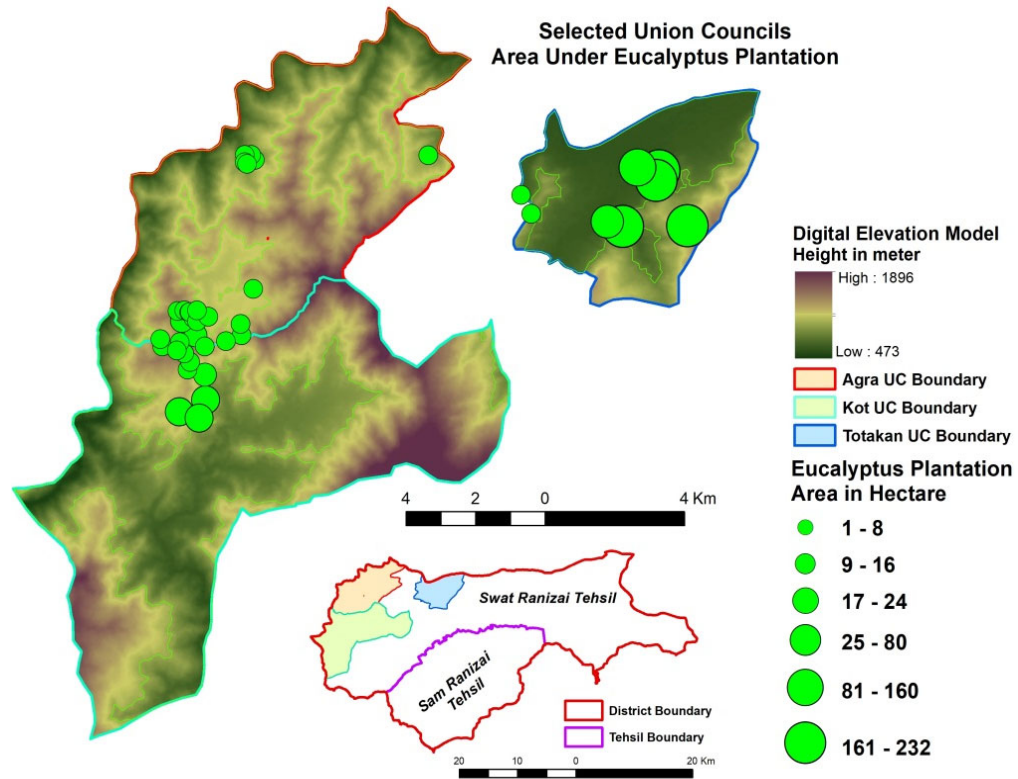 Selected Union Councils
Area Under Eucalyptus Plantation
Digital Elevation Model
Height in meter
High : 1896
Low : 473
Agra UC Boundary
Kot UC Boundary
Totakan UC Boundary
Eucalyptus Plantation
Area in Hectare
1 - 8
9 - 16
17 - 24
25 - 80
81 - 160
161 - 232
4 2 0 4 Km
Swat Ranizai Tehsil
Sam Ranizai
Tehsil
District Boundary
Tehsil Boundary
20 10 0 20 Km